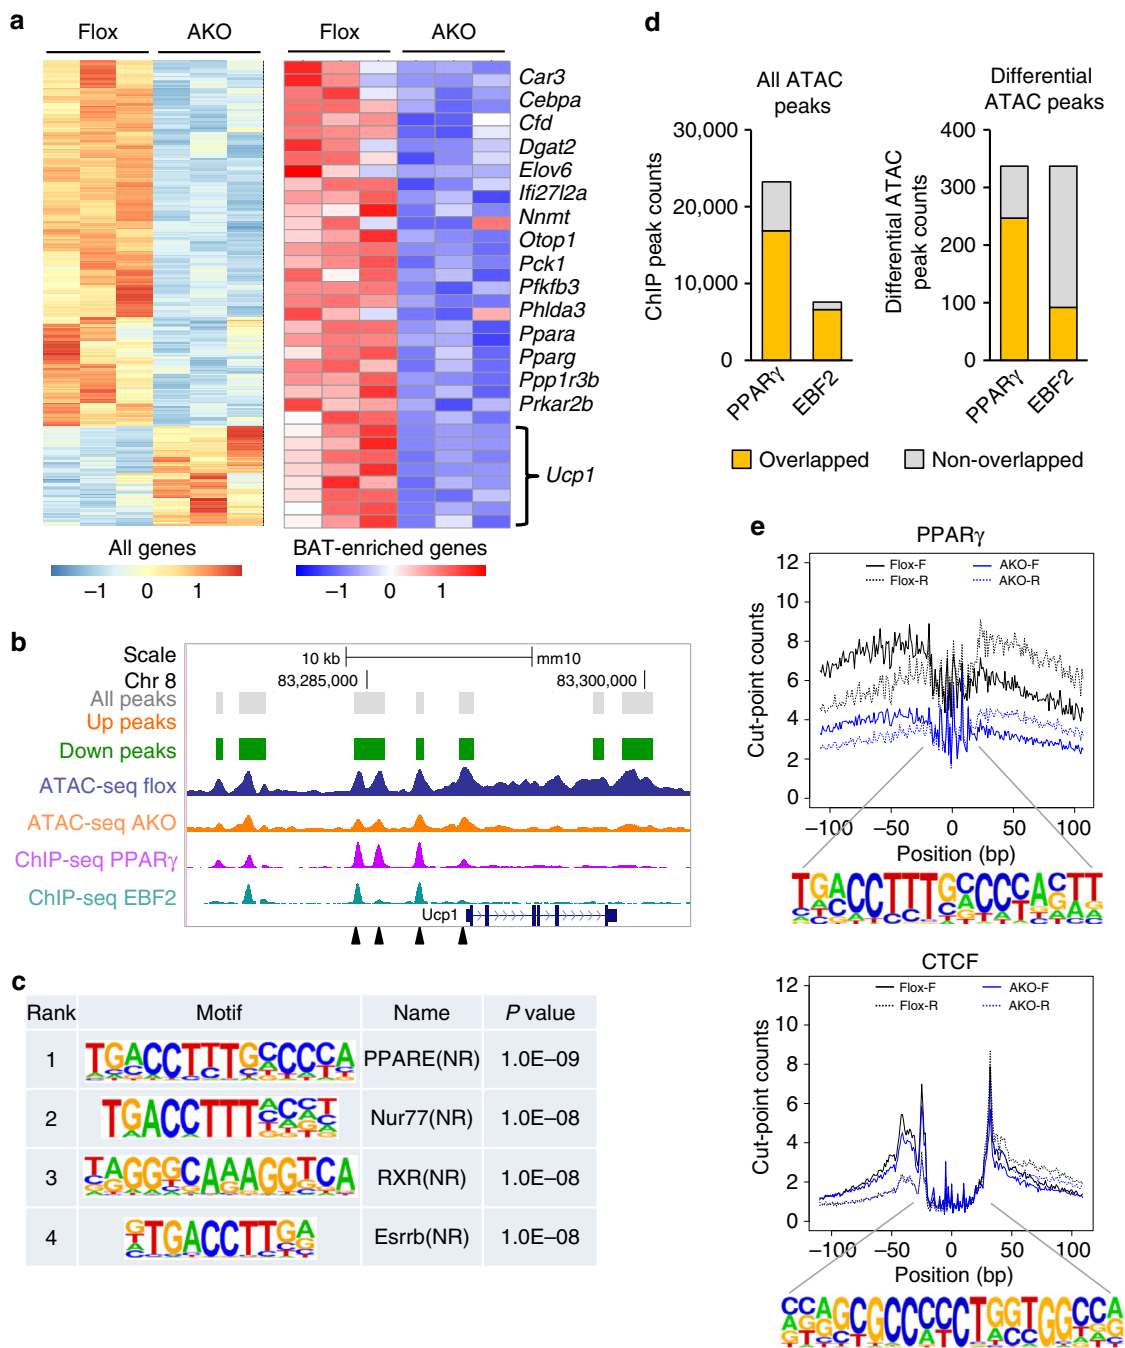 a
Flox AKO Flox AKO
Car3
Cebpa
Cfd
Dgat2
Elov6
Ifi27l2a
Nnmt
Otop1
Pck1
Pfkfb3
Phlda3
Ppara
Pparg
Ppp1r3b
Prkar2b
Ucp1
All genes
−1 0 1
BAT-enriched genes
−1 0 1
b
Scale 10 kb mm10
Chr 8 83,285,000 83,300,000
All peaks
Up peaks
Down peaks
ATAC-seq flox
ATAC-seq AKO
ChIP-seq PPARγ
ChIP-seq EBF2
Ucp1
c
Rank Motif Name P value
1 TGACCTTTGCCCCA PPARE(NR) 1.0E−09
2 TGACCTTTACCT Nur77(NR) 1.0E−08
3 TAGGGCAAAGGTCA RXR(NR) 1.0E−08
4 GTGACCTTGA Esrrb(NR) 1.0E−08
d
All ATAC
peaks
ChIP peak counts
30,000
20,000
10,000
0
PPARγ EBF2
Differential
ATAC peaks
Differential ATAC
peak counts
400
300
200
100
0
PPARγ EBF2
Overlapped Non-overlapped
e
PPARγ
Flox-F AKO-F
Flox-R AKO-R
Cut-point counts
12
10
8
6
4
2
0
−100 −50 0 50 100
Position (bp)
TGACCTTTGCCCCACTT
CTCF
Flox-F AKO-F
Flox-R AKO-R
Cut-point counts
12
10
8
6
4
2
0
−100 −50 0 50 100
Position (bp)
CCAGCGCCCCCTGGTGGCCA